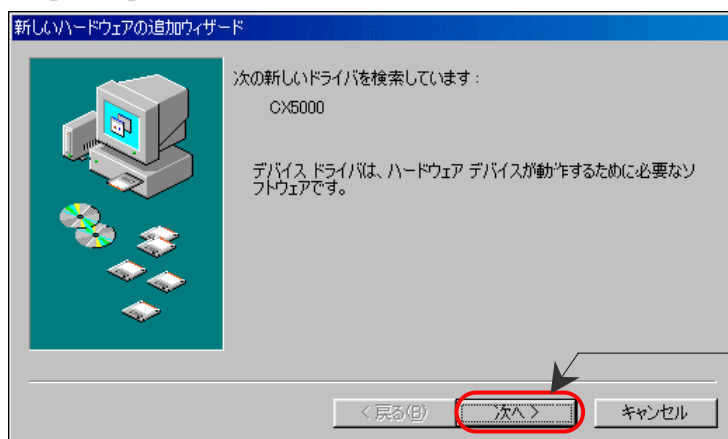 新しいハードウェアの追加ウィザード
次の新しいドライバを検索しています：
CX5000
デバイス ドライバは、ハードウェア デバイスが動作するために必要なソ
フトウェアです。
< 戻る(B)
次へ >
キャンセル